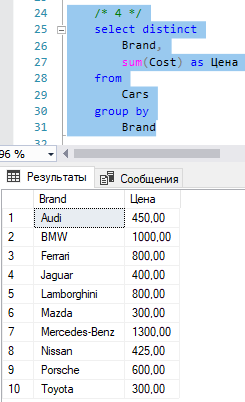 24 /* 4 */
25 select distinct
26 Brand,
27 sum(Cost) as Цена
28 from
29 Cars
30 group by
31 Brand
96 %
Результаты Сообщения
Brand Цена
1 Audi 450,00
2 BMW 1000,00
3 Ferrari 800,00
4 Jaguar 400,00
5 Lamborghini 800,00
6 Mazda 300,00
7 Mercedes-Benz 1300,00
8 Nissan 425,00
9 Porsche 600,00
10 Toyota 300,00